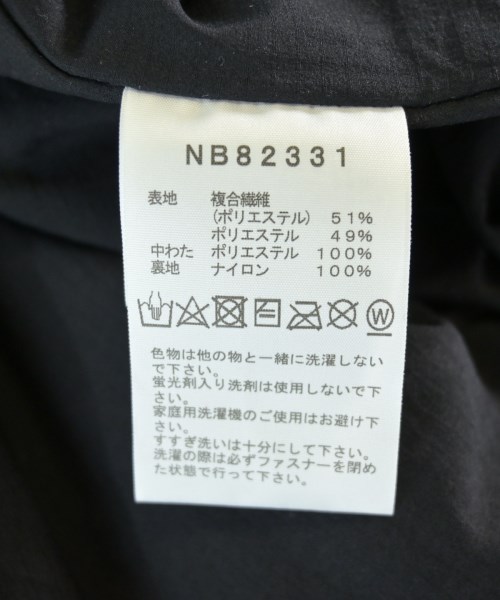 NB82331
表地 複合繊維
(ポリエステル) 51%
ポリエステル 49%
中わた ポリエステル 100%
裏地 ナイロン 100%
W
色物は他の物と一緒に洗濯しない
で下さい。
蛍光剤入り洗剤は使用しないで下
さい。
家庭用洗濯機のご使用はお避け下
さい。
すすぎ洗いは十分にして下さい。
洗濯の際は必ずファスナーを閉め
た状態で行って下さい。